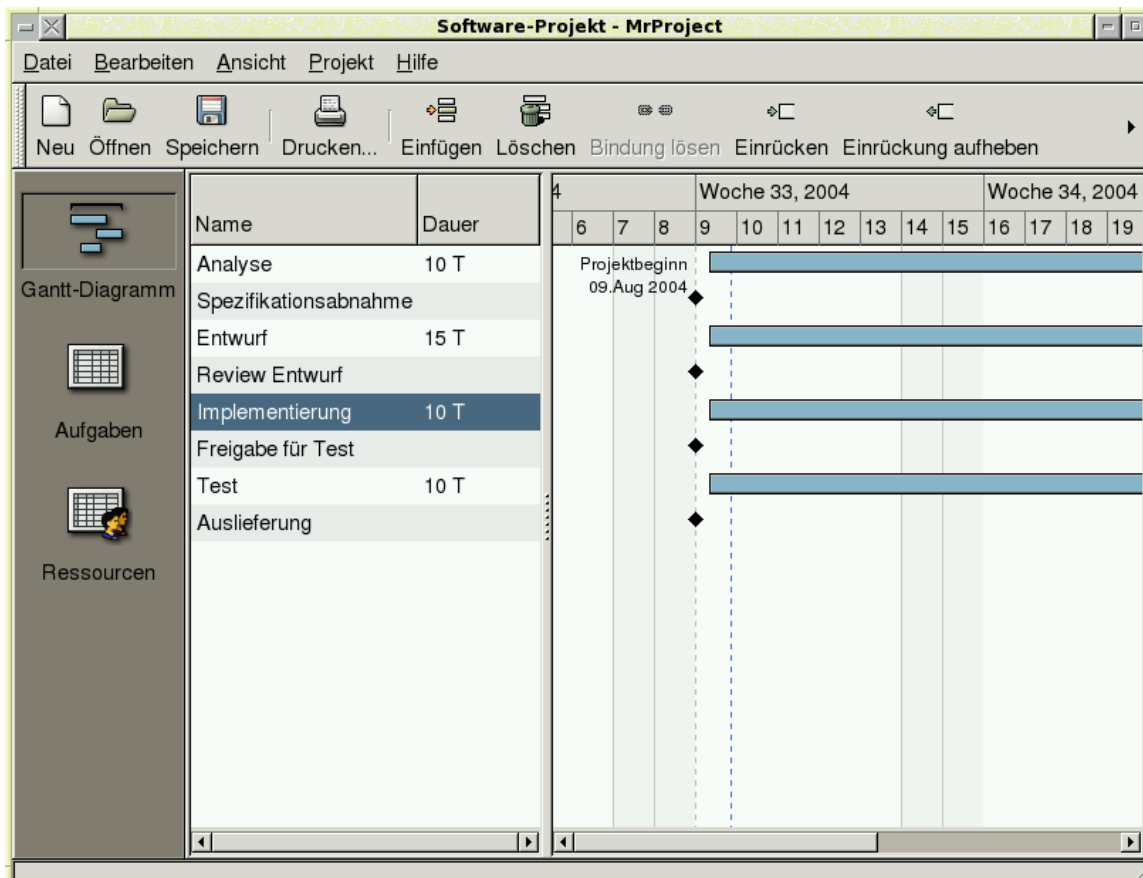 Software-Projekt - MrProject
Datei Bearbeiten Ansicht Projekt Hilfe
Neu Öffnen Speichern Drucken... Einfügen Löschen Bindung lösen Einrücken Einrückung aufheben
4 Woche 33, 2004 Woche 34, 2004
Name Dauer 6 7 8 9 10 11 12 13 14 15 16 17 18 19
Analyse 10 T
Projektbeginn
09.Aug 2004
Gantt-Diagramm
Spezifikationsabnahme
Entwurf 15 T
Review Entwurf
Implementierung 10 T
Aufgaben
Freigabe für Test
Test 10 T
Auslieferung
Ressourcen